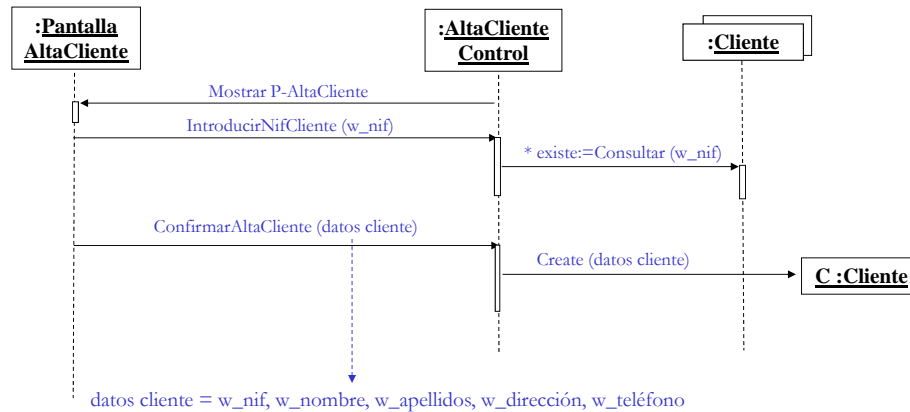 :Pantalla
AltaCliente
:AltaCliente
Control
:Cliente
Mostrar P-AltaCliente
IntroducirNifCliente (w_nif)
* existe:=Consultar (w_nif)
ConfirmarAltaCliente (datos cliente)
Create (datos cliente)
C :Cliente
datos cliente = w_nif, w_nombre, w_apellidos, w_dirección, w_teléfono